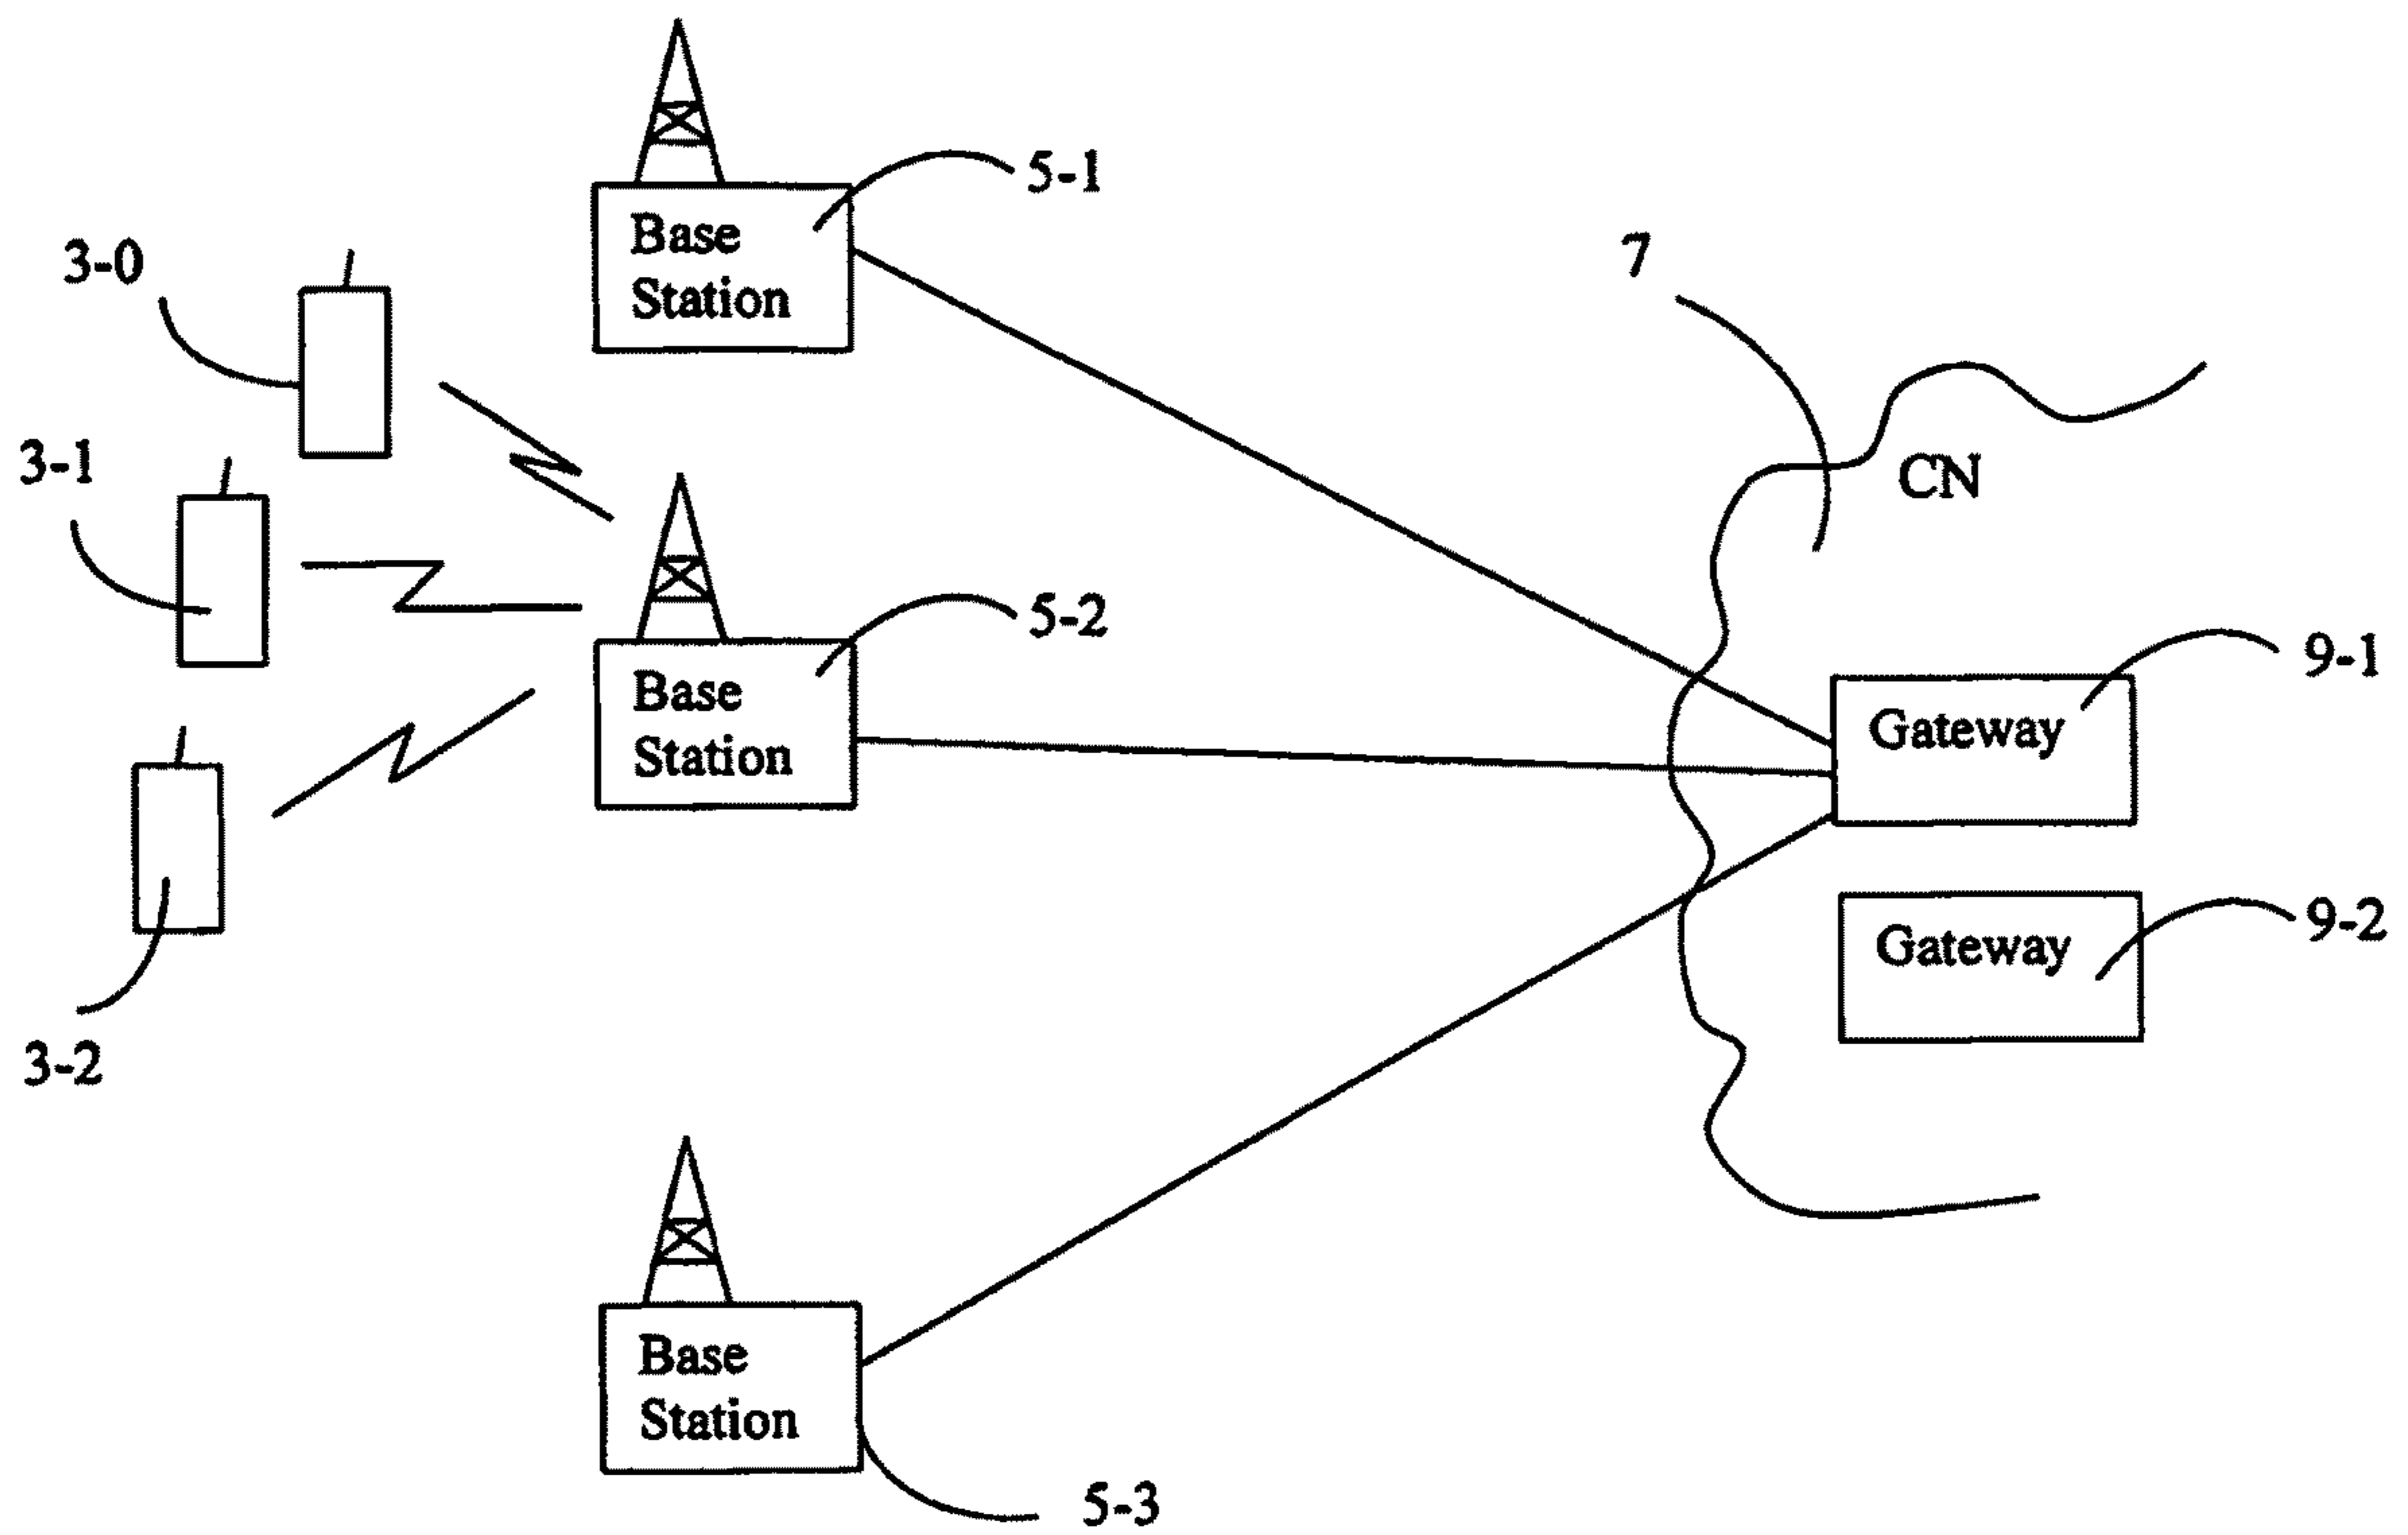 5-1
Base
Station
3-0
7
3-1
CN
5-2
9-1
Base
Station
Gateway
9-2
Gateway
3-2
Base
Station
5-3